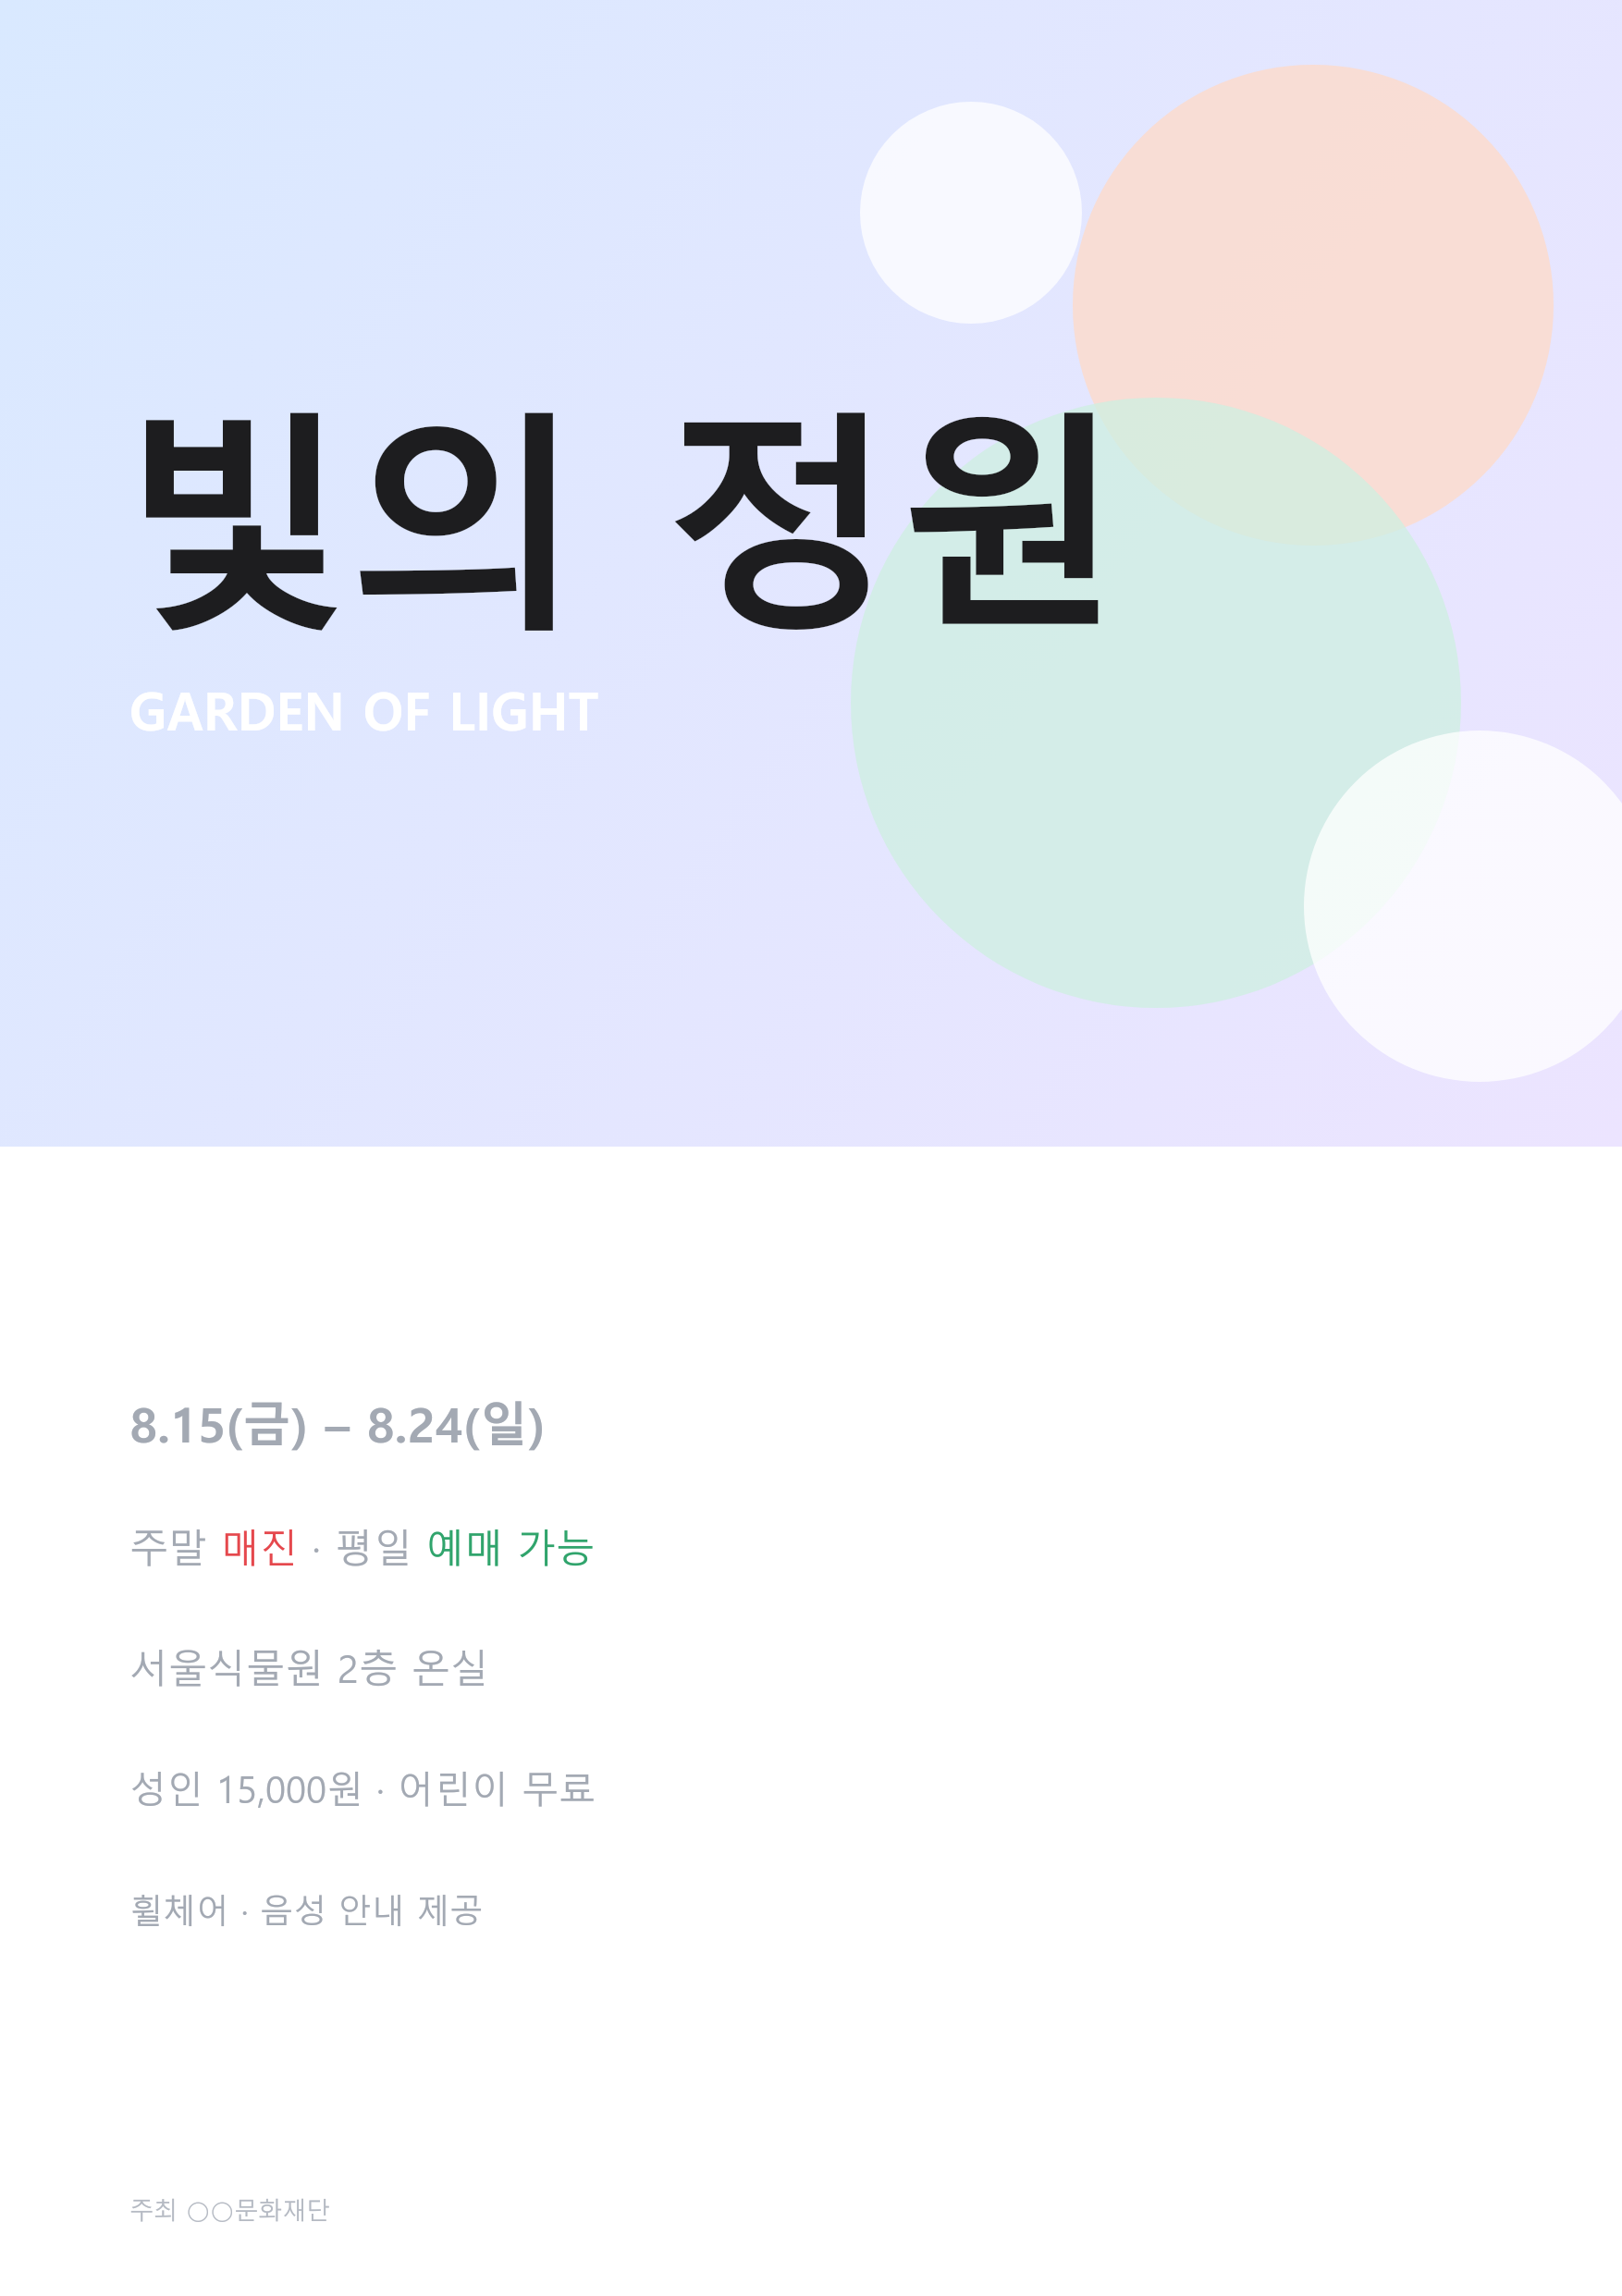 빛의 정원
GARDEN OF LIGHT
8.15(금) – 8.24(일)
주말 매진 · 평일 예매 가능
서울식물원 2층 온실
성인 15,000원 · 어린이 무료
휠체어 · 음성 안내 제공
주최 ○○문화재단